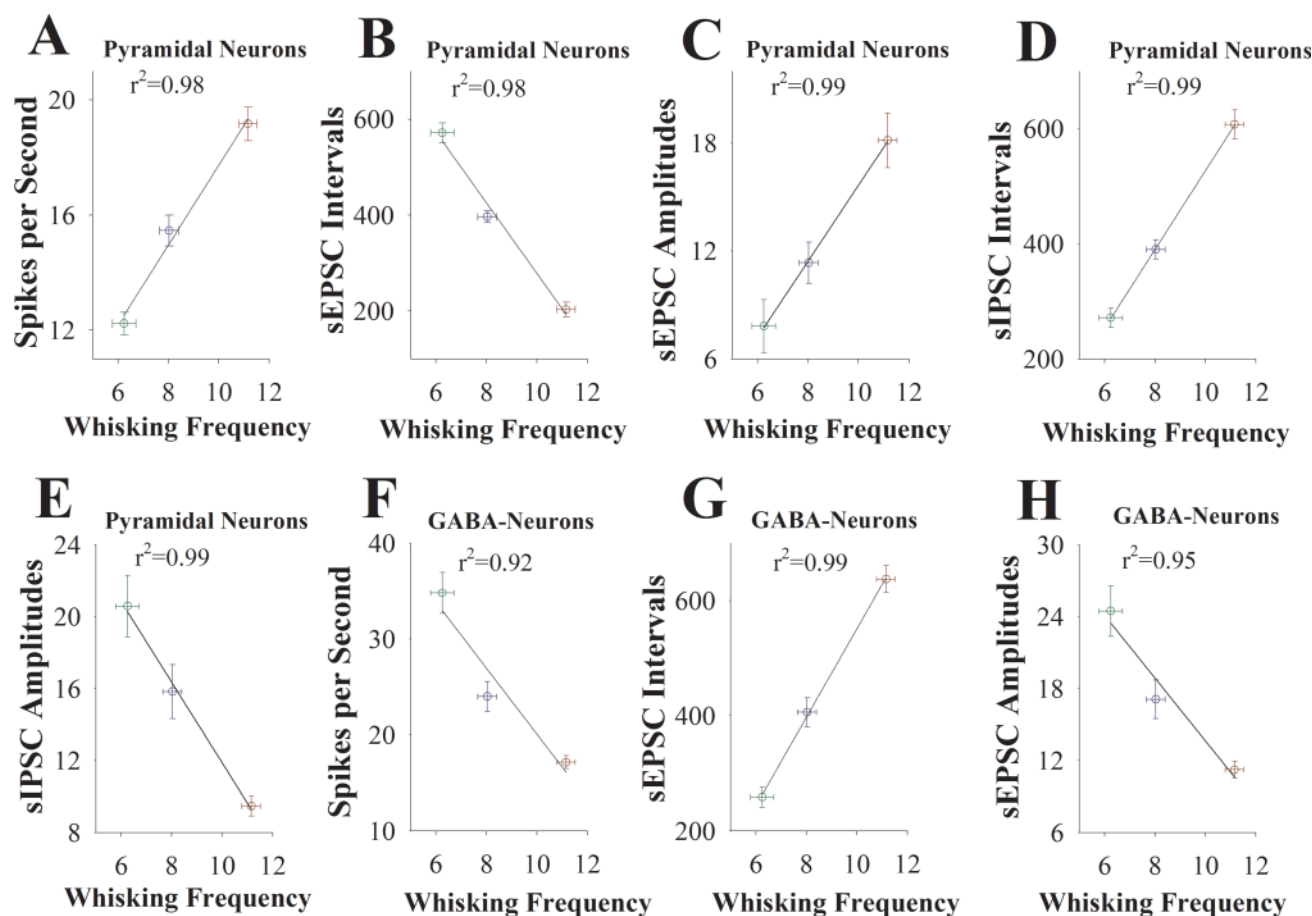 A
Pyramidal Neurons
r²=0.98
Spikes per Second
20
16
12
6 8 10 12
Whisking Frequency
B
Pyramidal Neurons
r²=0.98
sEPSC Intervals
600
400
200
6 8 10 12
Whisking Frequency
C
Pyramidal Neurons
r²=0.99
sEPSC Amplitudes
18
12
6
6 8 10 12
Whisking Frequency
D
Pyramidal Neurons
r²=0.99
sIPSC Intervals
600
400
200
6 8 10 12
Whisking Frequency
E
Pyramidal Neurons
r²=0.99
sIPSC Amplitudes
24
20
16
12
8
6 8 10 12
Whisking Frequency
F
GABA-Neurons
r²=0.92
Spikes per Second
40
30
20
10
6 8 10 12
Whisking Frequency
G
GABA-Neurons
r²=0.99
sEPSC Intervals
600
400
200
6 8 10 12
Whisking Frequency
H
GABA-Neurons
r²=0.95
sEPSC Amplitudes
30
24
18
12
6
6 8 10 12
Whisking Frequency